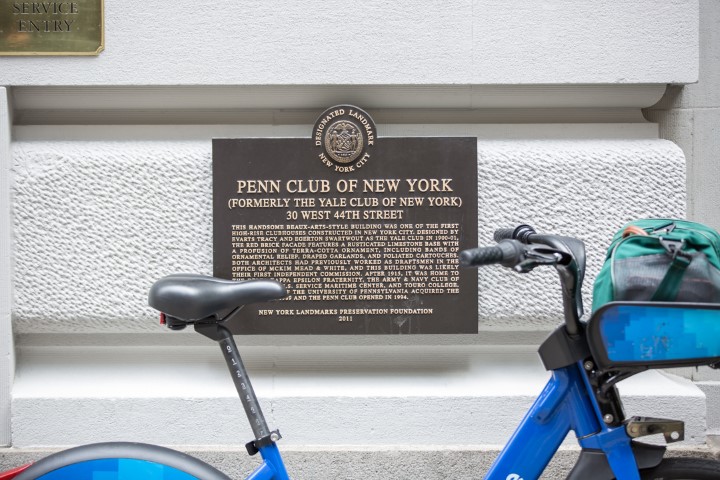 SERVICE
ENTRY
DESIGNATED LANDMARK
NEW YORK CITY
PENN CLUB OF NEW YORK
(FORMERLY THE YALE CLUB OF NEW YORK)
30 WEST 44TH STREET
THIS HANDSOME BEAUX-ARTS-STYLE BUILDING WAS ONE OF THE FIRST
HIGH-RISE CLUBHOUSES CONSTRUCTED IN NEW YORK CITY. DESIGNED BY
EVARTS TRACY AND EGERTON SWARTWOUT AS THE YALE CLUB IN 1900-01,
THE RED BRICK FACADE FEATURES A RUSTICATED LIMESTONE BASE WITH
A PROFUSION OF TERRA-COTTA ORNAMENT, INCLUDING BANDS OF
ORNAMENTAL RELIEF, DRAPED GARLANDS, AND FOLIATED CARTOUCHES.
BOTH ARCHITECTS HAD PREVIOUSLY WORKED AS DRAFTSMEN IN THE
OFFICE OF MCKIM MEAD & WHITE, AND THIS BUILDING WAS LIKELY
THEIR FIRST INDEPENDENT COMMISSION. AFTER 1915, IT WAS HOME TO
EPSILON FRATERNITY, THE ARMY & NAVY
SERVICE MARITIME CENTER, AND TOURO COLLEGE.
OF THE UNIVERSITY OF PENNSYLVANIA ACQUIRED THE
AND THE PENN CLUB OPENED IN 1994.
NEW YORK LANDMARKS PRESERVATION FOUNDATION
2011